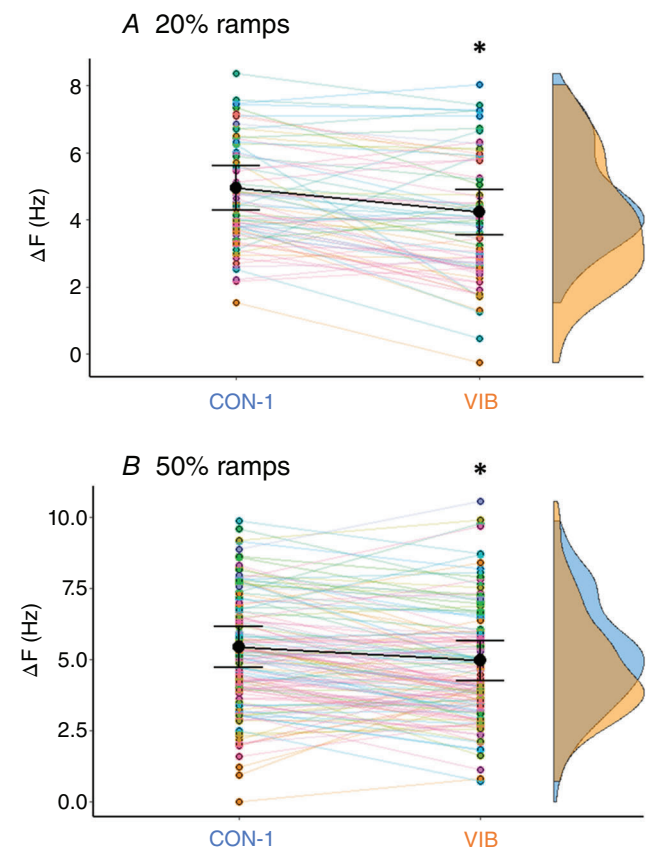 A 20% ramps
*
8
6
4
2
0
ΔF (Hz)
CON-1 VIB
B 50% ramps
*
10.0
7.5
5.0
2.5
0.0
ΔF (Hz)
CON-1 VIB